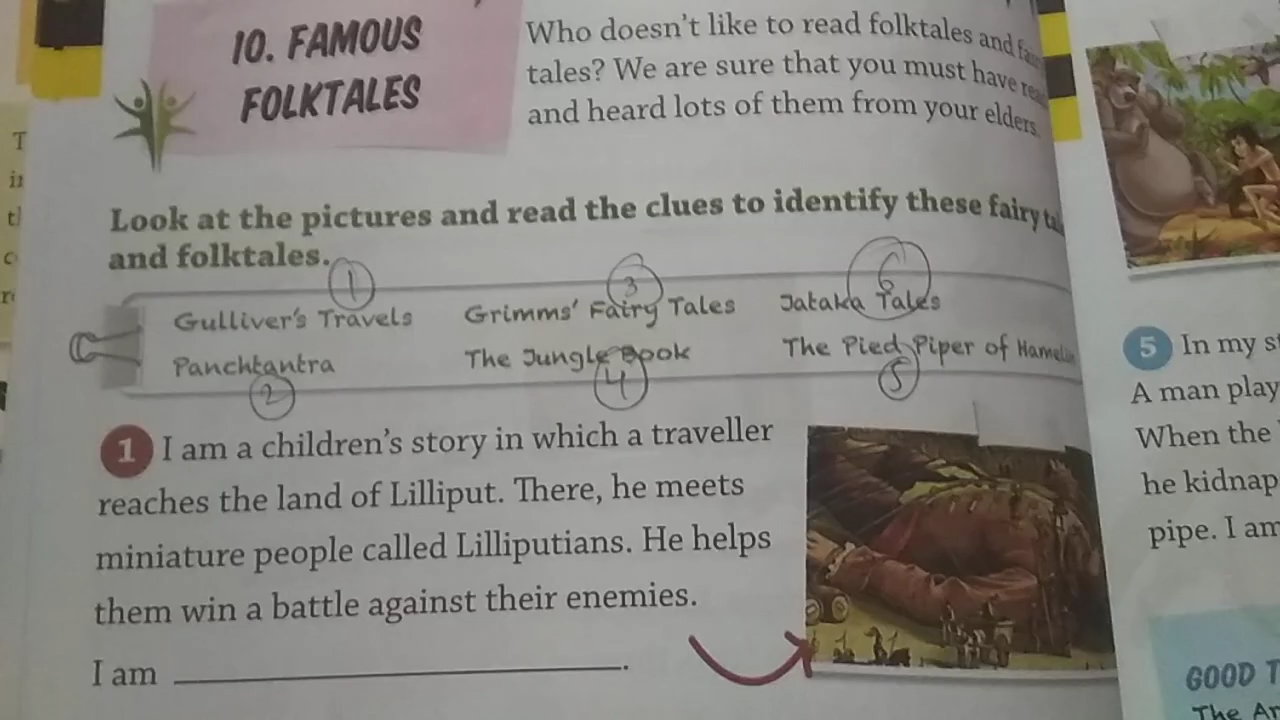 10. FAMOUS
FOLKTALES
Who doesn't like to read folktales and
tales? We are sure that you must have
and heard lots of them from your elders.
Look at the pictures and read the clues to identify these fairy
and folktales.
1 3 6
Gulliver's Travels Grimms' Fairy Tales Jataka Tales
Panchtantra The Jungle Book The Pied Piper of Hamelin
2 4 5
1 I am a children's story in which a traveller
reaches the land of Lilliput. There, he meets
miniature people called Lilliputians. He helps
them win a battle against their enemies.
I am
5 In my
A man play
When the
he kidnap
pipe. I am
GOOD
The